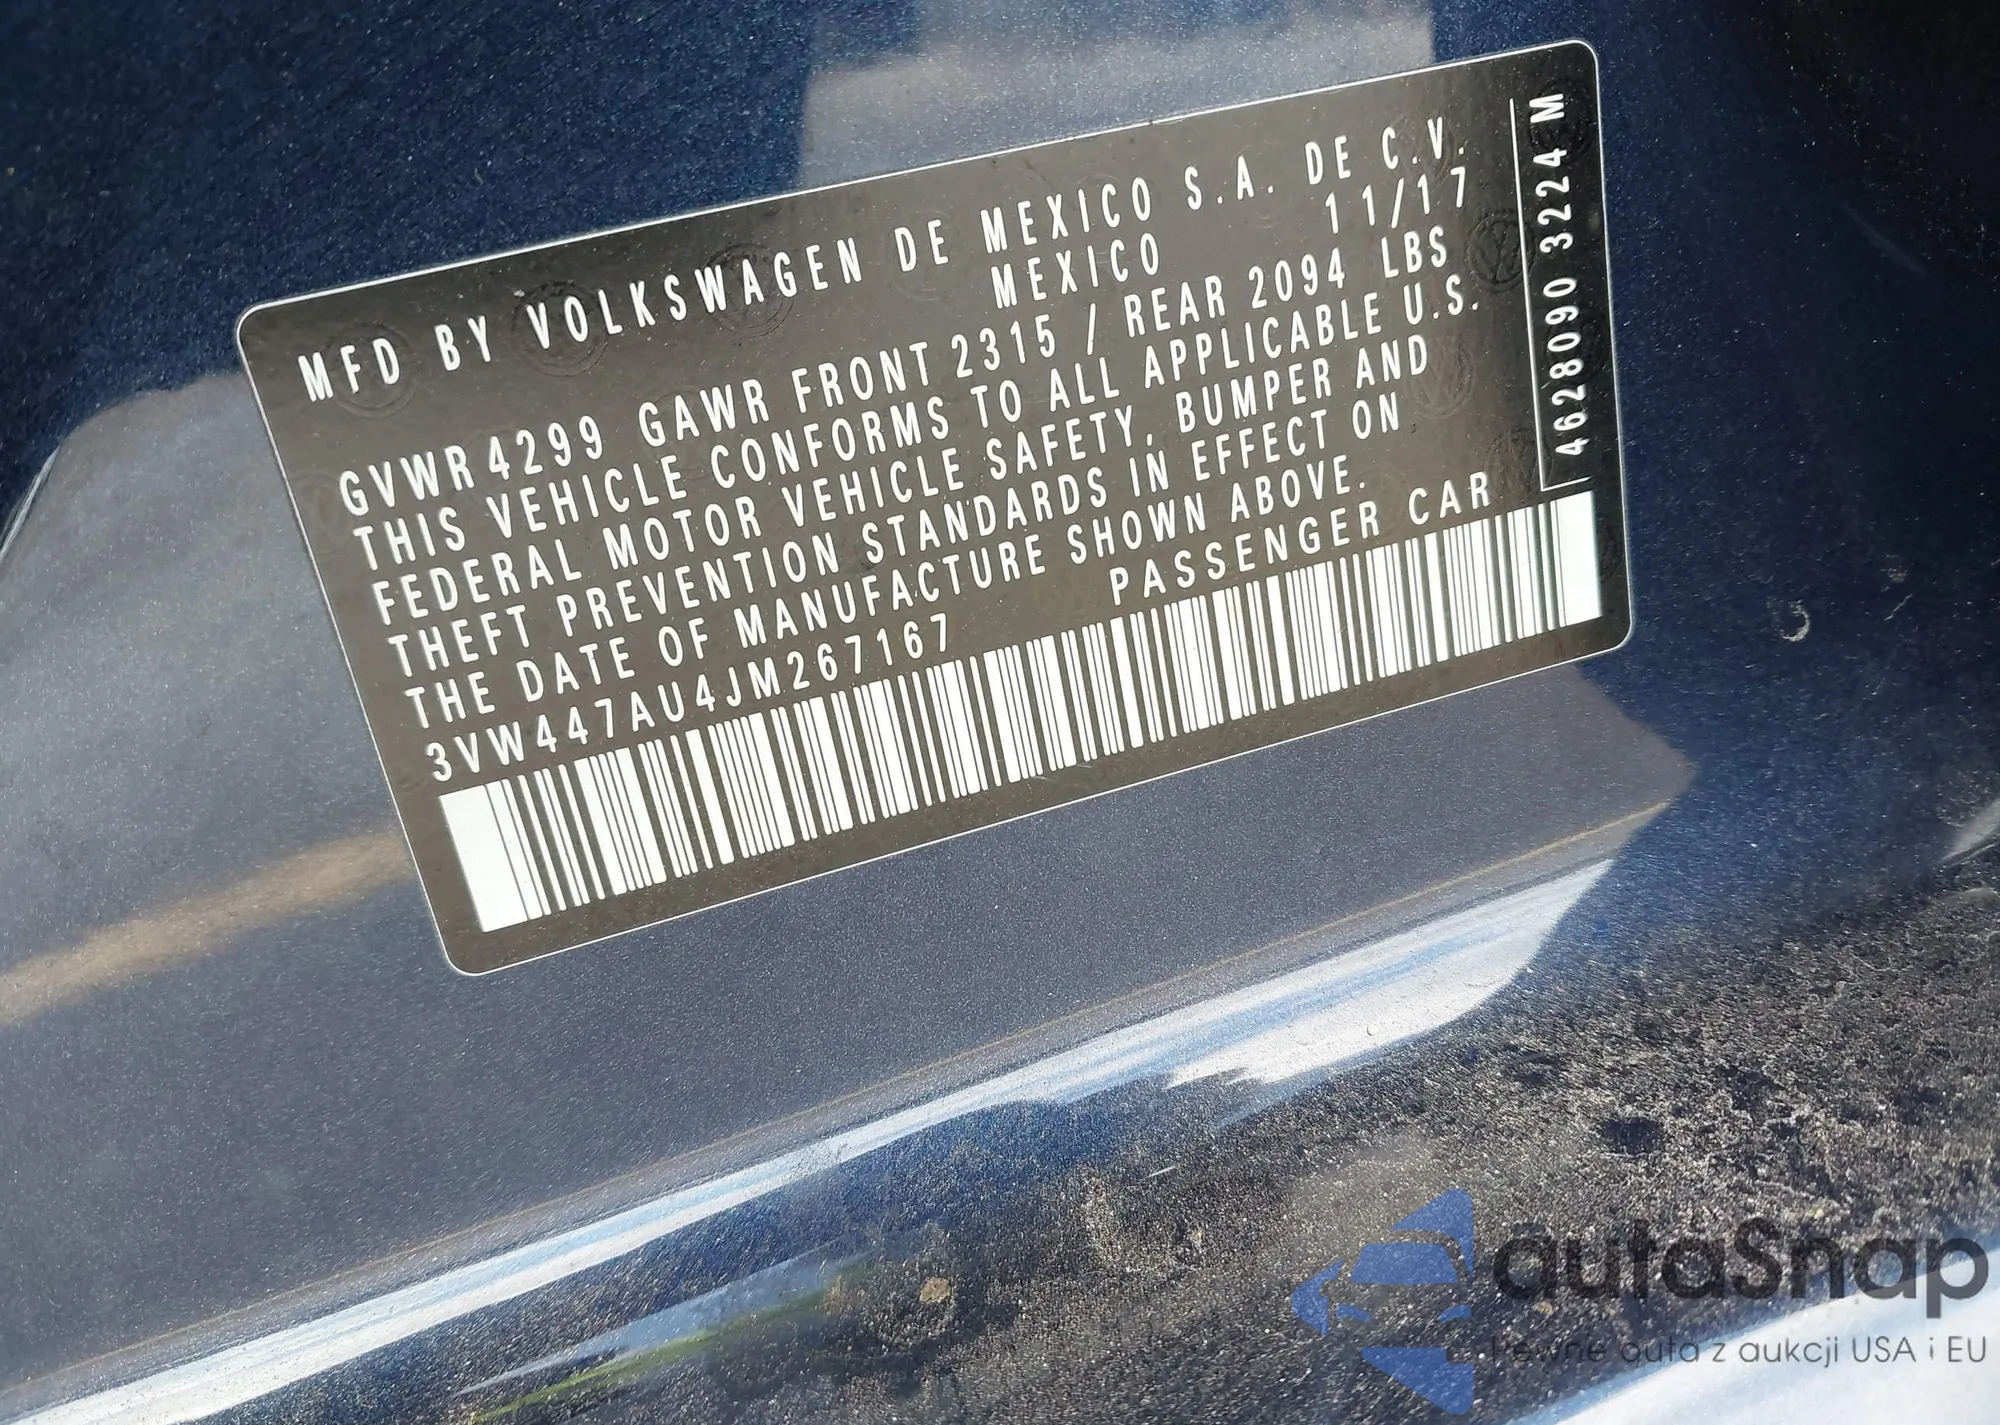 MFD BY VOLKSWAGEN DE MEXICO S.A. DE C.V.
MEXICO 11/17
GVWR 4299 GAWR FRONT 2315 / REAR 2094 LBS
THIS VEHICLE CONFORMS TO ALL APPLICABLE U.S.
FEDERAL MOTOR VEHICLE SAFETY, BUMPER AND
THEFT PREVENTION STANDARDS IN EFFECT ON
THE DATE OF MANUFACTURE SHOWN ABOVE.
3VW447AU4JM267167 PASSENGER CAR
4628090 3224 M
autaSnap
Pewne auta z aukcji USA i EU